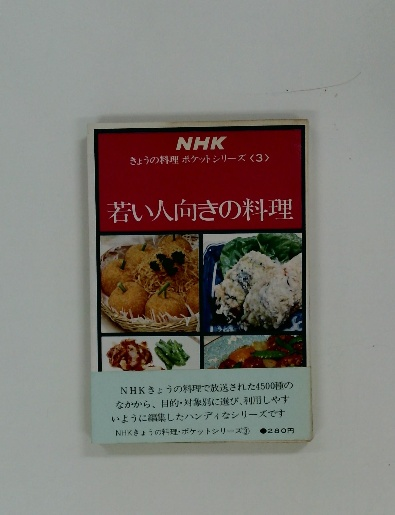 NHK
きょうの料理 ポケットシリーズ〈3〉
若い人向きの料理
NHKきょうの料理で放送された4500種の
なかから、目的・対象別に選び、利用しやす
いように編集したハンディなシリーズです
NHKきょうの料理・ポケットシリーズ③ ●280円